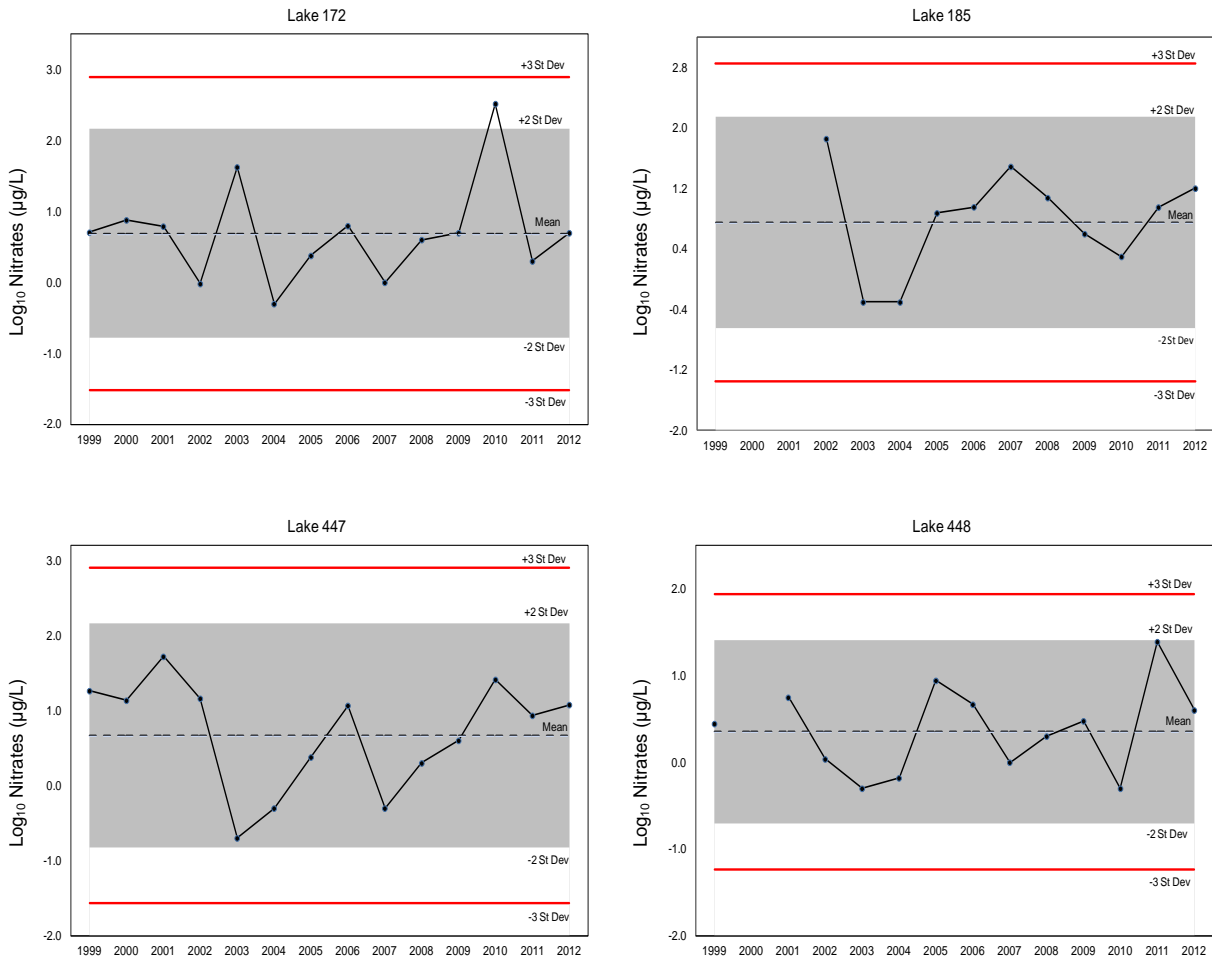 Lake 172
Log₁₀ Nitrates (µg/L)
3.0
2.0
1.0
0.0
-1.0
-2.0
+3 St Dev
+2 St Dev
Mean
-2 St Dev
-3 St Dev
1999 2000 2001 2002 2003 2004 2005 2006 2007 2008 2009 2010 2011 2012
Lake 185
Log₁₀ Nitrates (µg/L)
2.8
2.0
1.2
0.4
-0.4
-1.2
-2.0
+3 St Dev
+2 St Dev
Mean
-2 St Dev
-3 St Dev
1999 2000 2001 2002 2003 2004 2005 2006 2007 2008 2009 2010 2011 2012
Lake 447
Log₁₀ Nitrates (µg/L)
3.0
2.0
1.0
0.0
-1.0
-2.0
+3 St Dev
+2 St Dev
Mean
-2 St Dev
-3 St Dev
1999 2000 2001 2002 2003 2004 2005 2006 2007 2008 2009 2010 2011 2012
Lake 448
Log₁₀ Nitrates (µg/L)
2.0
1.0
0.0
-1.0
-2.0
+3 St Dev
+2 St Dev
Mean
-2 St Dev
-3 St Dev
1999 2000 2001 2002 2003 2004 2005 2006 2007 2008 2009 2010 2011 2012